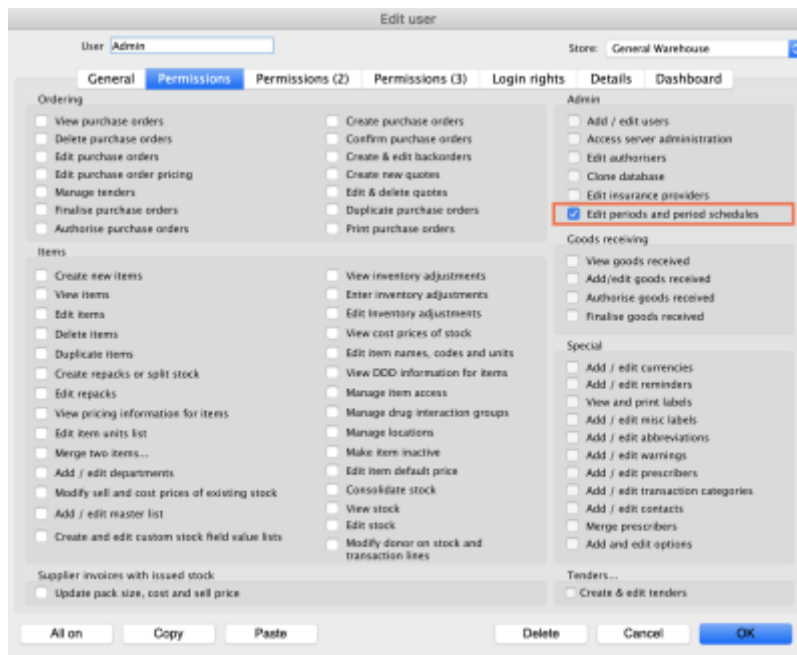 Edit user
User Admin
Store: General Warehouse
General Permissions Permissions (2) Permissions (3) Login rights Details Dashboard
Ordering
View purchase orders
Delete purchase orders
Edit purchase orders
Edit purchase order pricing
Manage tenders
Finalise purchase orders
Authorise purchase orders
Create purchase orders
Confirm purchase orders
Create & edit backorders
Create new quotes
Edit & delete quotes
Duplicate purchase orders
Print purchase orders
Items
Create new items
View items
Edit items
Delete items
Duplicate items
Create repacks or split stock
Edit repacks
View pricing information for items
Edit item units list
Merge two items...
Add / edit departments
Modify sell and cost prices of existing stock
Add / edit master list
Create and edit custom stock field value lists
View inventory adjustments
Enter inventory adjustments
Edit Inventory adjustments
View cost prices of stock
Edit item names, codes and units
View DDD information for items
Manage item access
Manage drug interaction groups
Manage locations
Make item inactive
Edit item default price
Consolidate stock
View stock
Edit stock
Modify donor on stock and
transaction lines
Supplier invoices with issued stock
Update pack size, cost and sell price
Admin
Add / edit users
Access server administration
Edit authorisers
Clone database
Edit insurance providers
Edit periods and period schedules
Goods receiving
View goods received
Add/edit goods received
Authorise goods received
Finalise goods received
Special
Add / edit currencies
Add / edit reminders
View and print labels
Add / edit misc labels
Add / edit abbreviations
Add / edit warnings
Add / edit prescribers
Add / edit transaction categories
Add / edit contacts
Merge prescribers
Add and edit options
Tenders...
Create & edit tenders
All on Copy Paste Delete Cancel OK